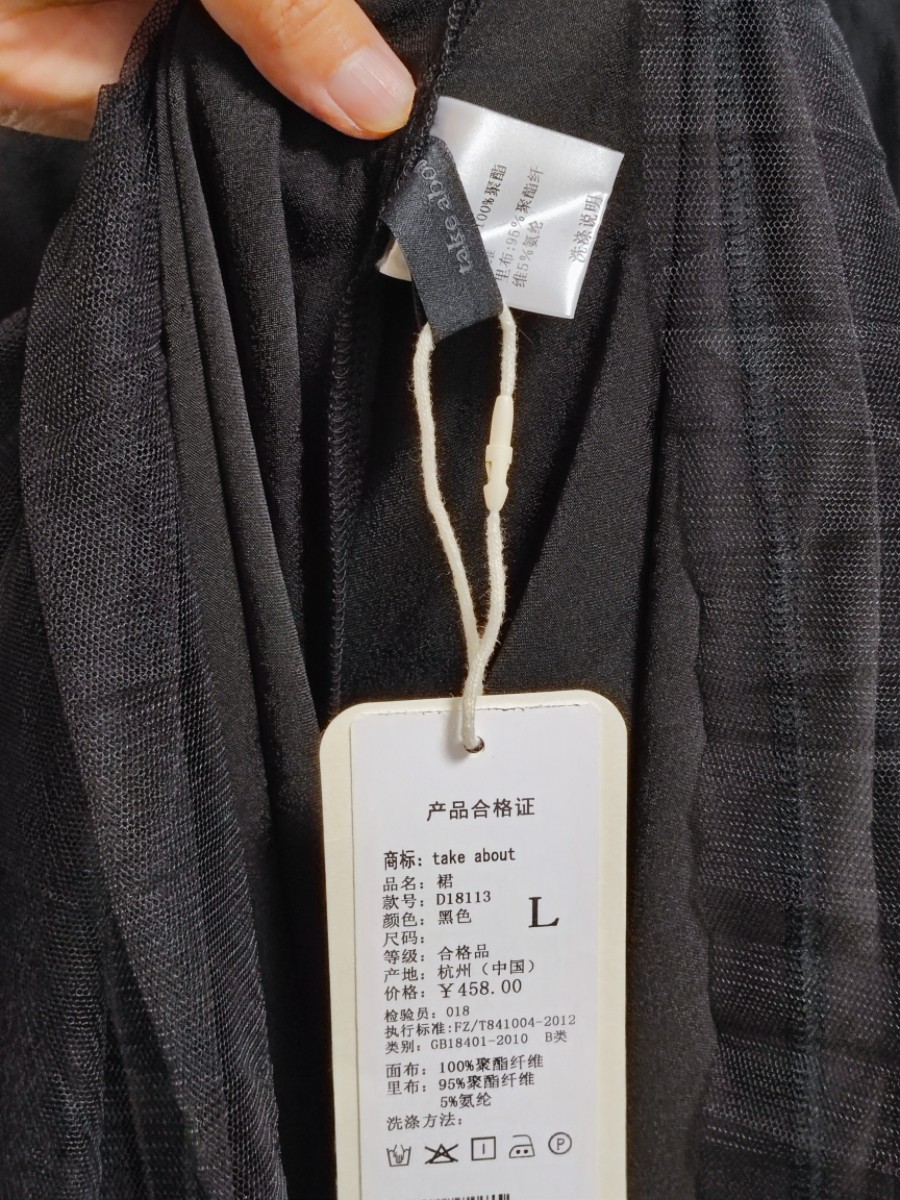 take abou
100%聚酯
里布:95%聚酯纤
维5%氨纶
洗涤说明
产品合格证
商标: take about
品名: 裙
款号: D18113
颜色: 黑色
尺码: L
等级: 合格品
产地: 杭州（中国）
价格: ¥458.00
检验员: 018
执行标准:FZ/T841004-2012
类别: GB18401-2010 B类
面布: 100%聚酯纤维
里布: 95%聚酯纤维
5%氨纶
洗涤方法:
P